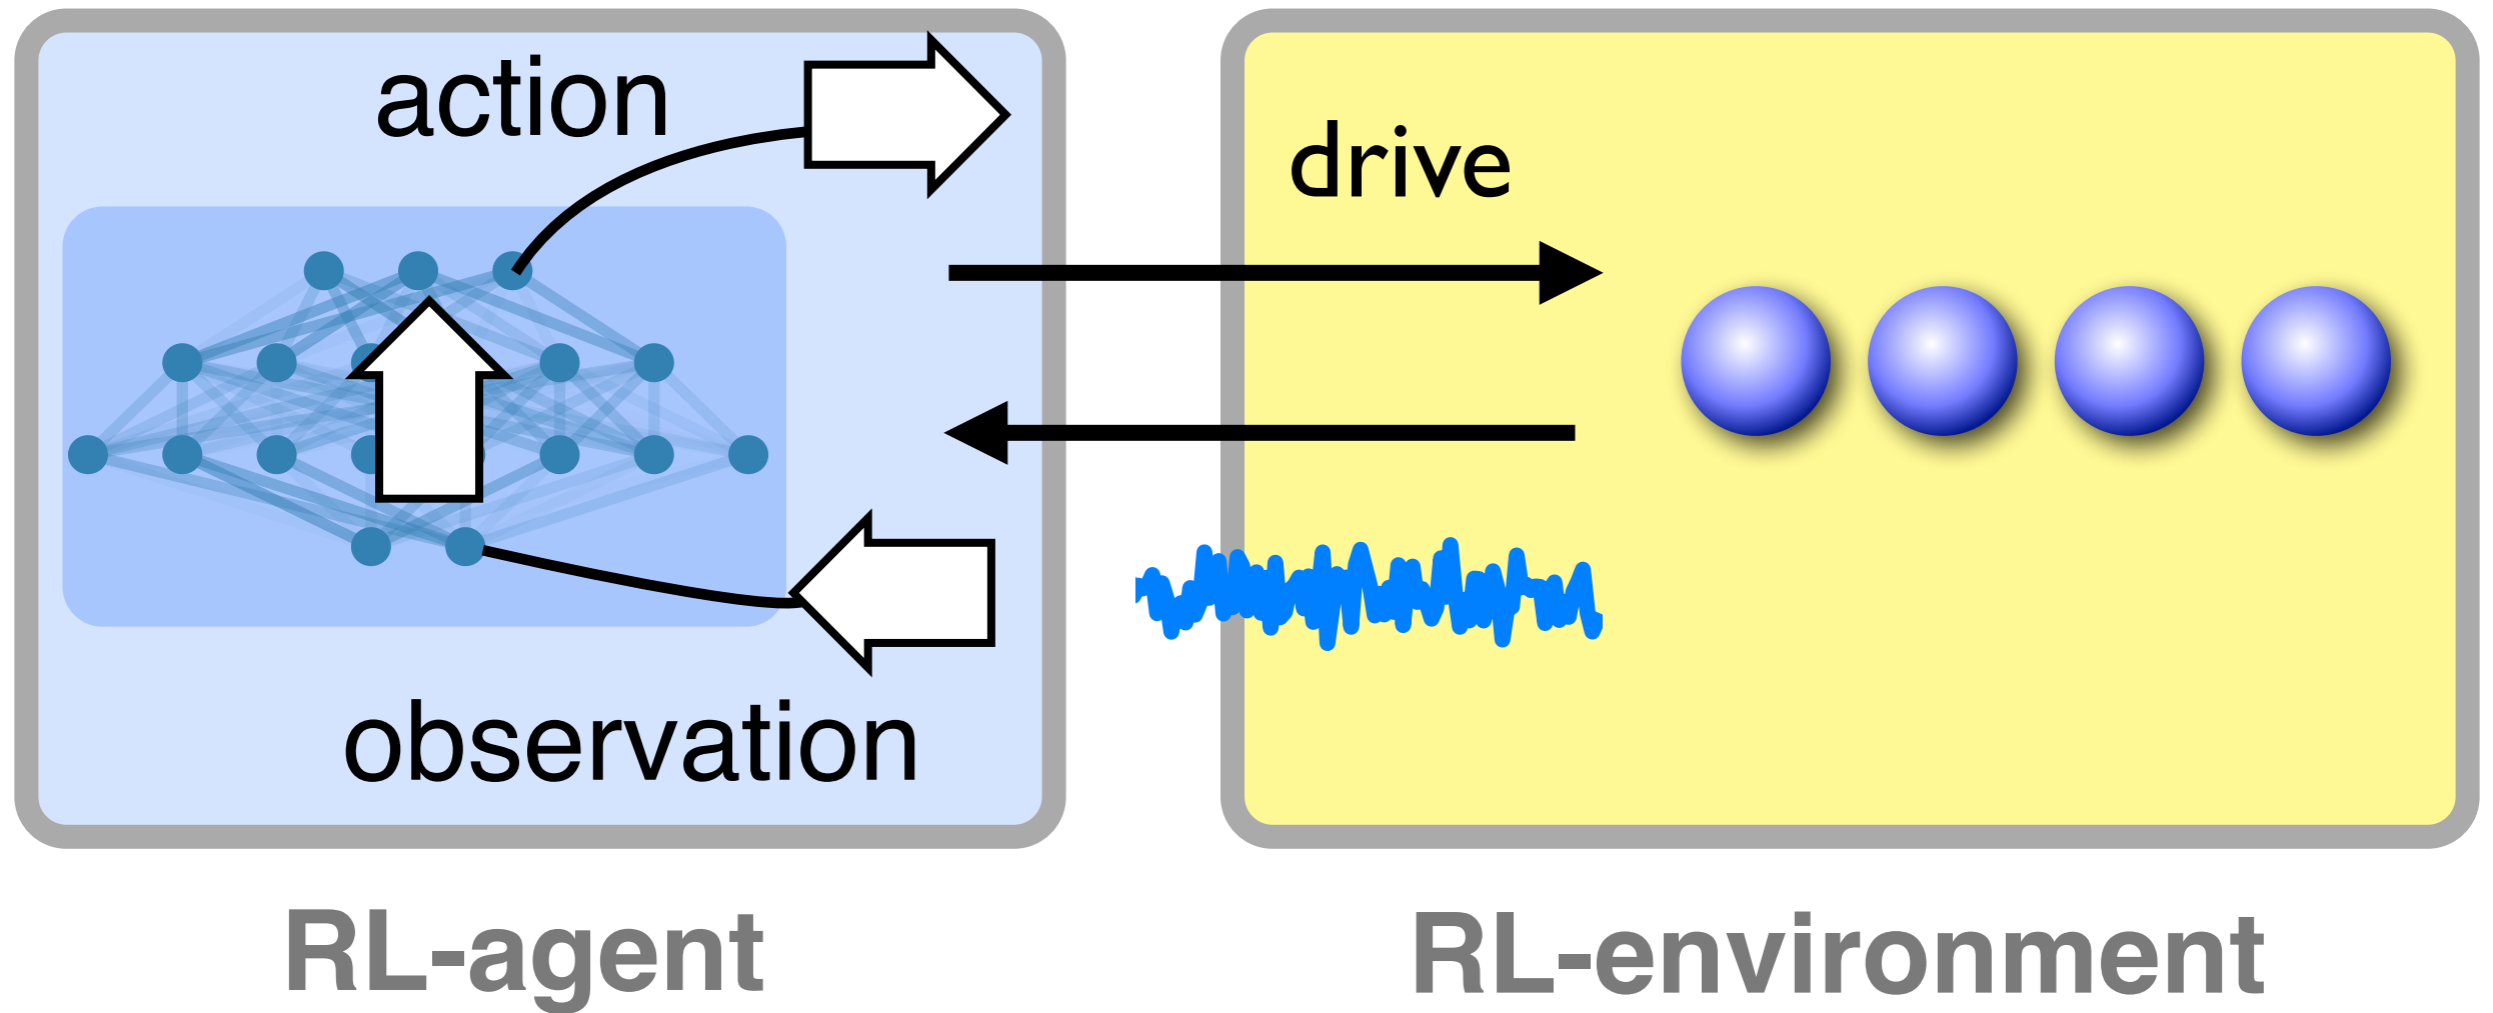 action
drive
observation
RL-agent
RL-environment